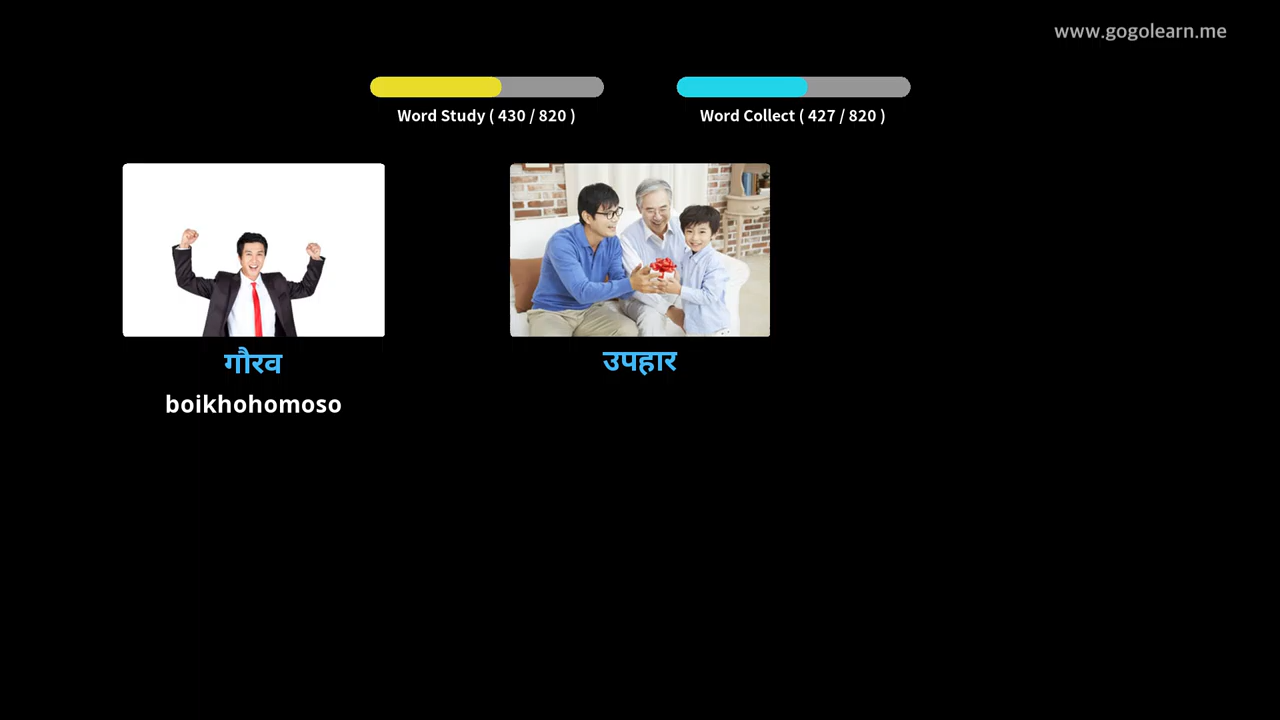 www.gogolearn.me
Word Study ( 430 / 820 )
Word Collect ( 427 / 820 )
गौरव
उपहार
boikhohomoso